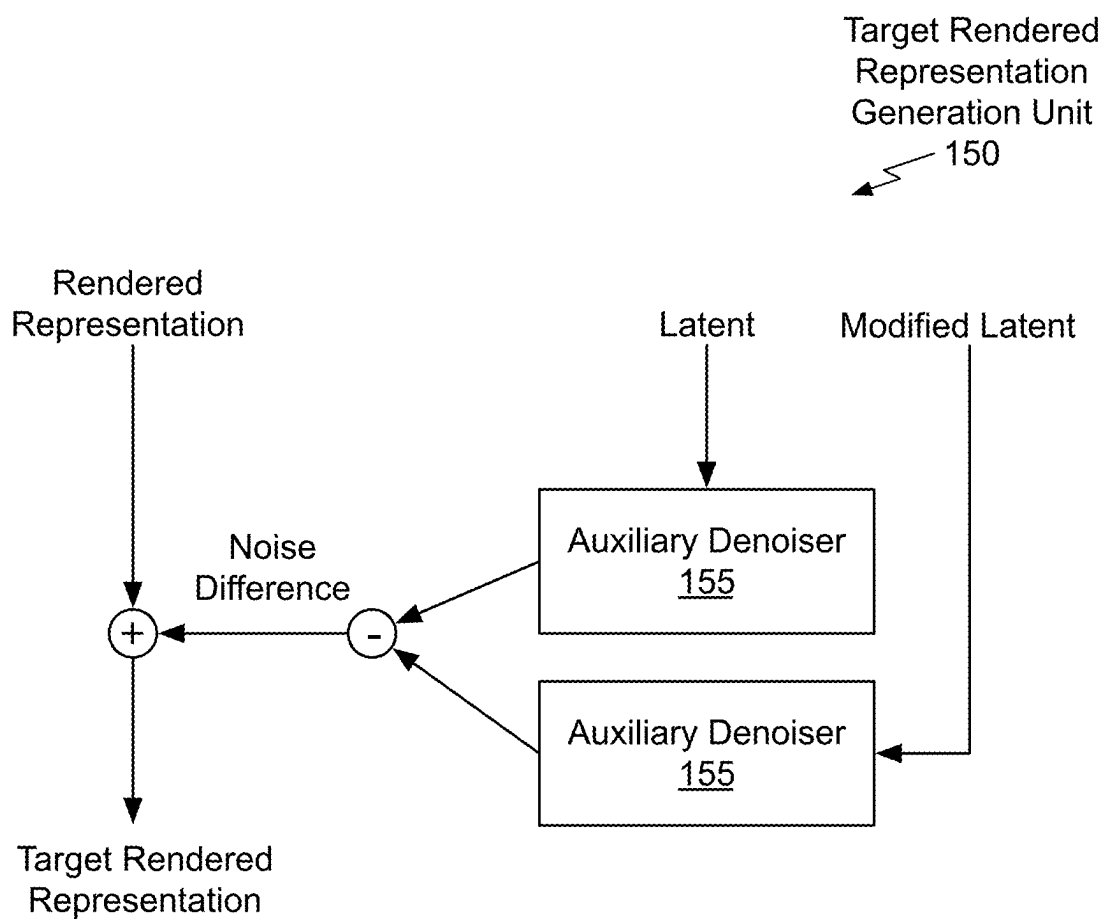 Target Rendered
Representation
Generation Unit
150
Rendered
Representation
Latent
Modified Latent
Auxiliary Denoiser
155
Noise
Difference
+
-
Auxiliary Denoiser
155
Target Rendered
Representation